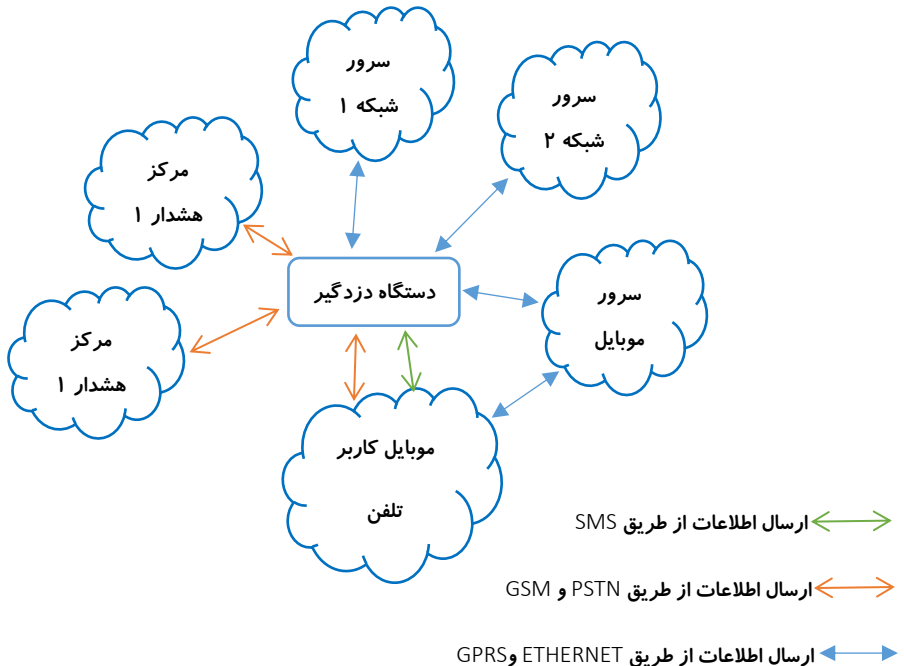 سرور
شبکه ۱
سرور
شبکه ۲
مرکز
هشدار ۱
دستگاه دزدگیر
سرور
موبایل
مرکز
هشدار ۱
موبایل کاربر
تلفن
ارسال اطلاعات از طریق SMS
ارسال اطلاعات از طریق PSTN و GSM
ارسال اطلاعات از طریق ETHERNET وGPRS